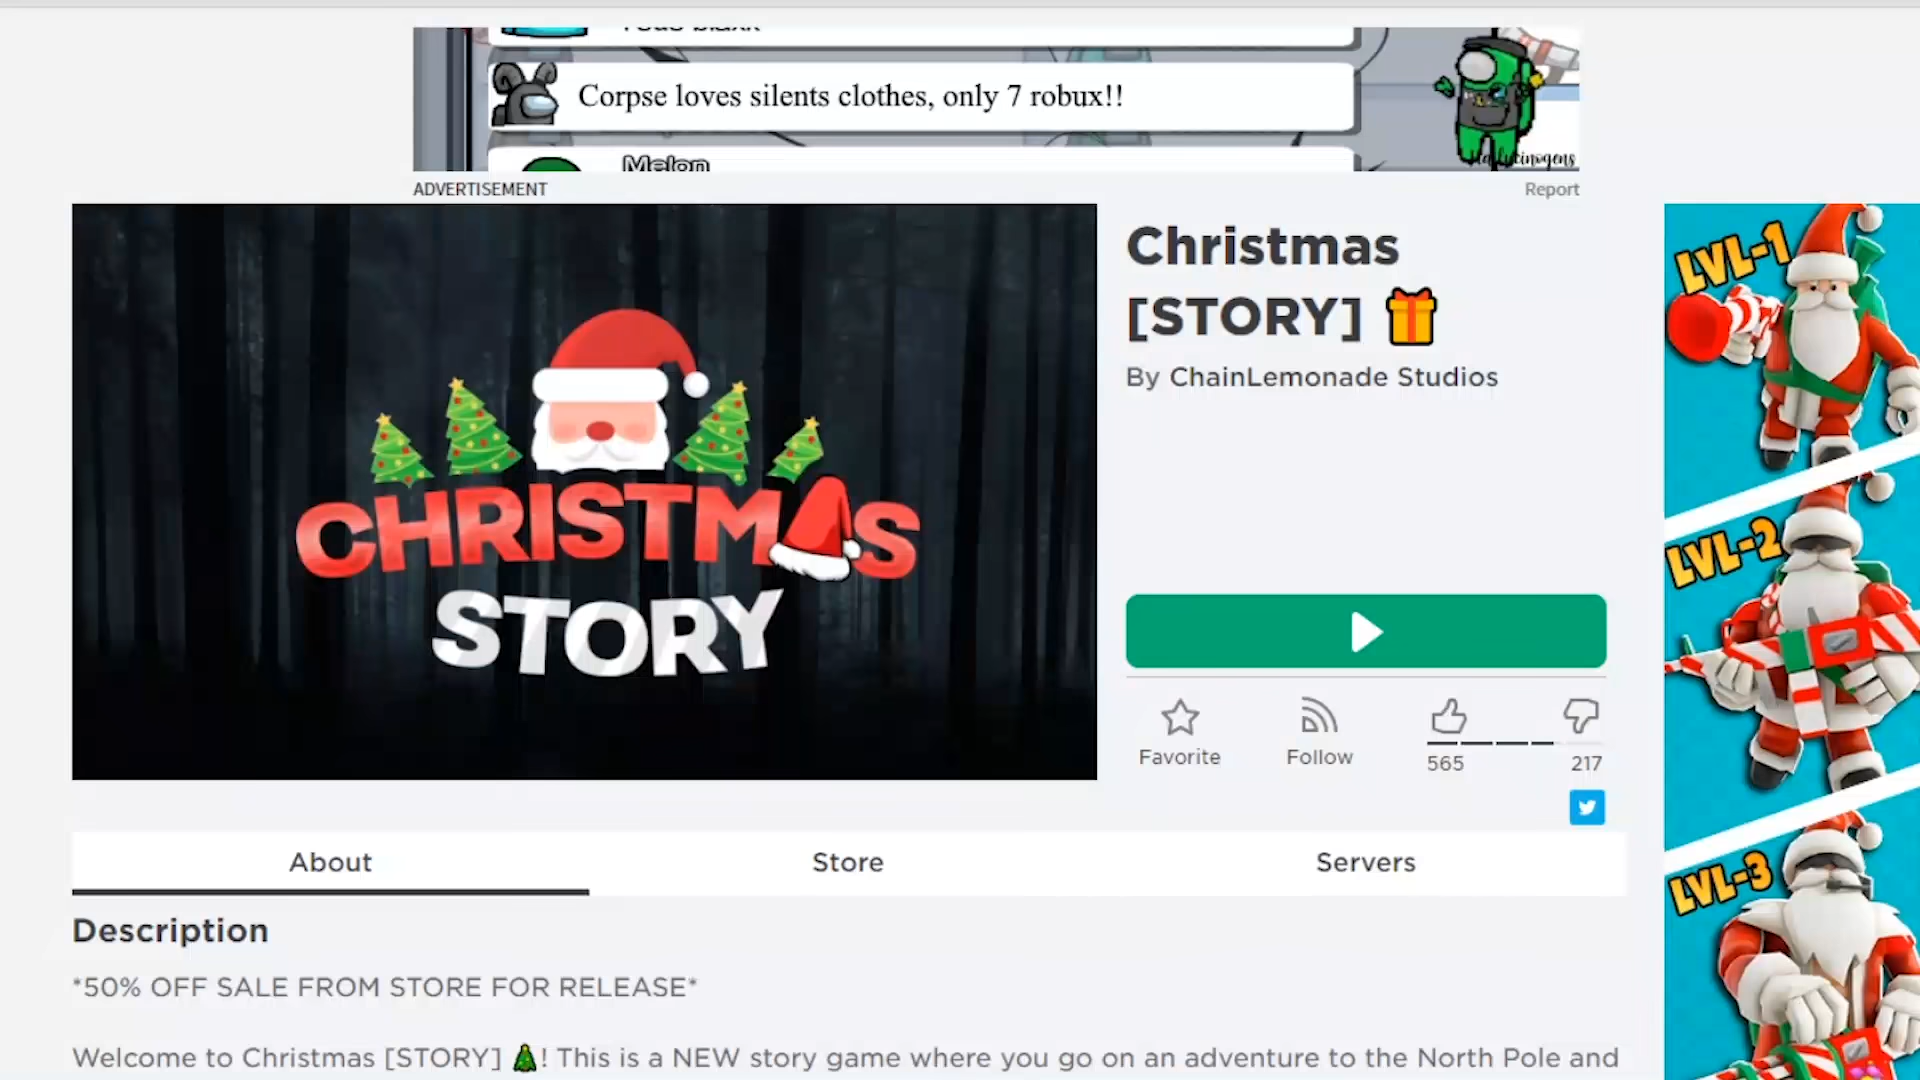 Corpse loves silents clothes, only 7 robux!!
Melon
ADVERTISEMENT
Report
CHRISTMAS
STORY
Christmas
[STORY] 🎁
By ChainLemonade Studios
Favorite
Follow
565
217
LVL-1
LVL-2
LVL-3
About
Store
Servers
Description
*50% OFF SALE FROM STORE FOR RELEASE*
Welcome to Christmas [STORY] 🎄! This is a NEW story game where you go on an adventure to the North Pole and